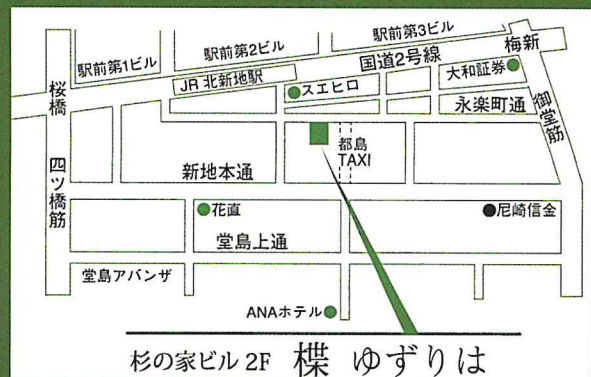 駅前第3ビル
梅新
駅前第2ビル
国道2号線
駅前第1ビル
大和証券
JR 北新地駅
スエヒロ
桜橋
永楽町通
御堂筋
都島
TAXI
四ツ橋筋
新地本通
花直
尼崎信金
堂島上通
堂島アバンザ
ANAホテル
杉の家ビル 2F 楪 ゆずりは